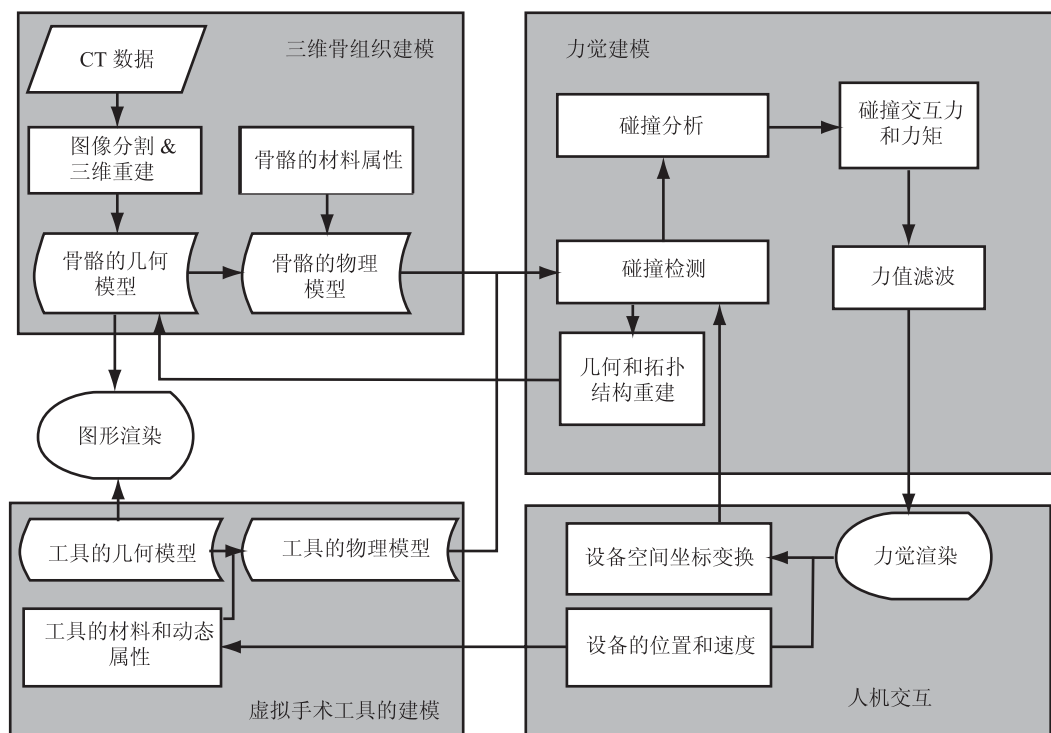 三维骨组织建模
CT 数据
图像分割 &
三维重建
骨骼的材料属性
骨骼的几何
模型
骨骼的物理
模型
图形渲染
力觉建模
碰撞分析
碰撞交互力
和力矩
碰撞检测
力值滤波
几何和拓扑
结构重建
工具的几何模型
工具的物理模型
工具的材料和动态
属性
虚拟手术工具的建模
设备空间坐标变换
力觉渲染
设备的位置和速度
人机交互